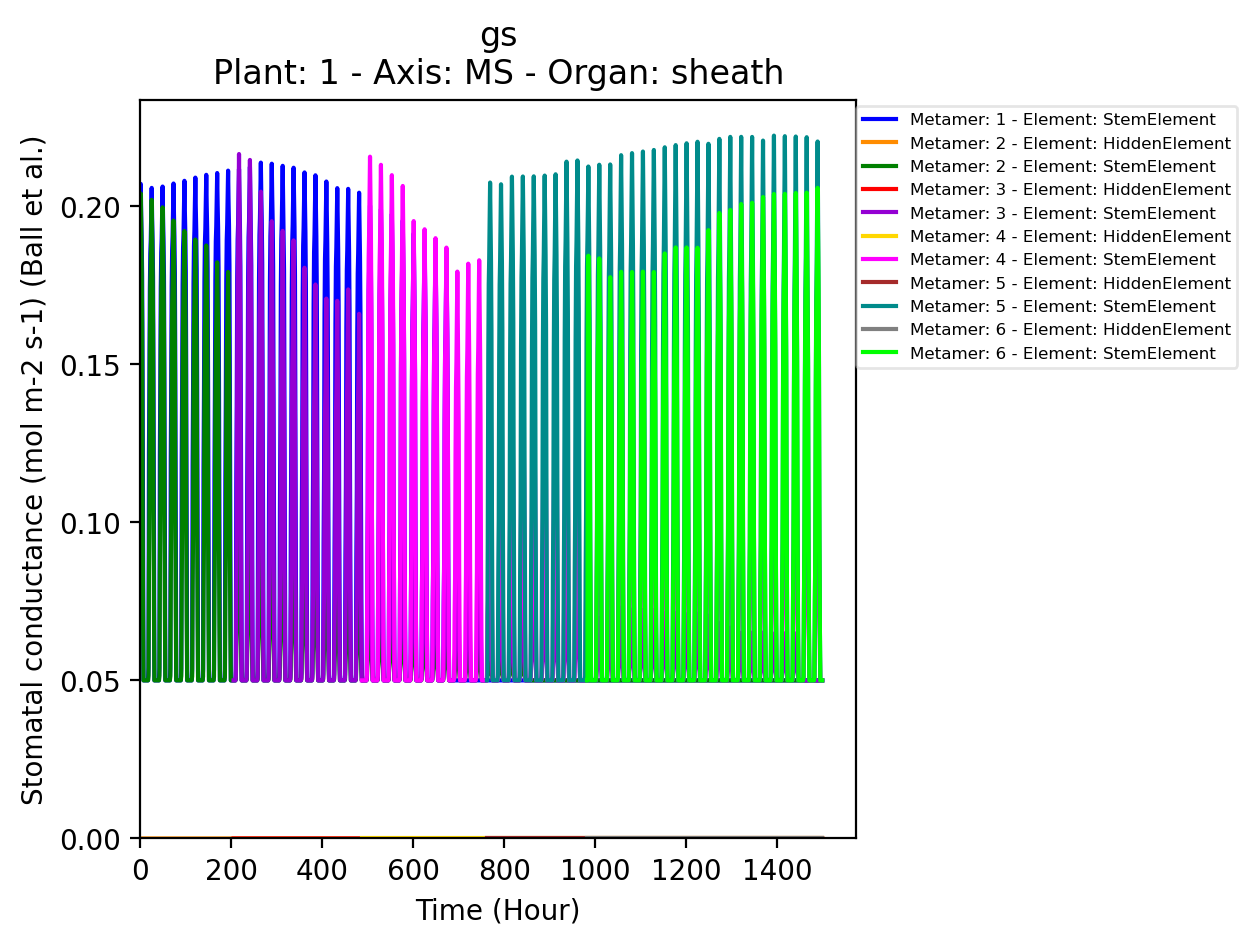 gs
Plant: 1 - Axis: MS - Organ: sheath
Stomatal conductance (mol m-2 s-1) (Ball et al.)
0.20
0.15
0.10
0.05
0.00
0 200 400 600 800 1000 1200 1400
Time (Hour)
Metamer: 1 - Element: StemElement
Metamer: 2 - Element: HiddenElement
Metamer: 2 - Element: StemElement
Metamer: 3 - Element: HiddenElement
Metamer: 3 - Element: StemElement
Metamer: 4 - Element: HiddenElement
Metamer: 4 - Element: StemElement
Metamer: 5 - Element: HiddenElement
Metamer: 5 - Element: StemElement
Metamer: 6 - Element: HiddenElement
Metamer: 6 - Element: StemElement